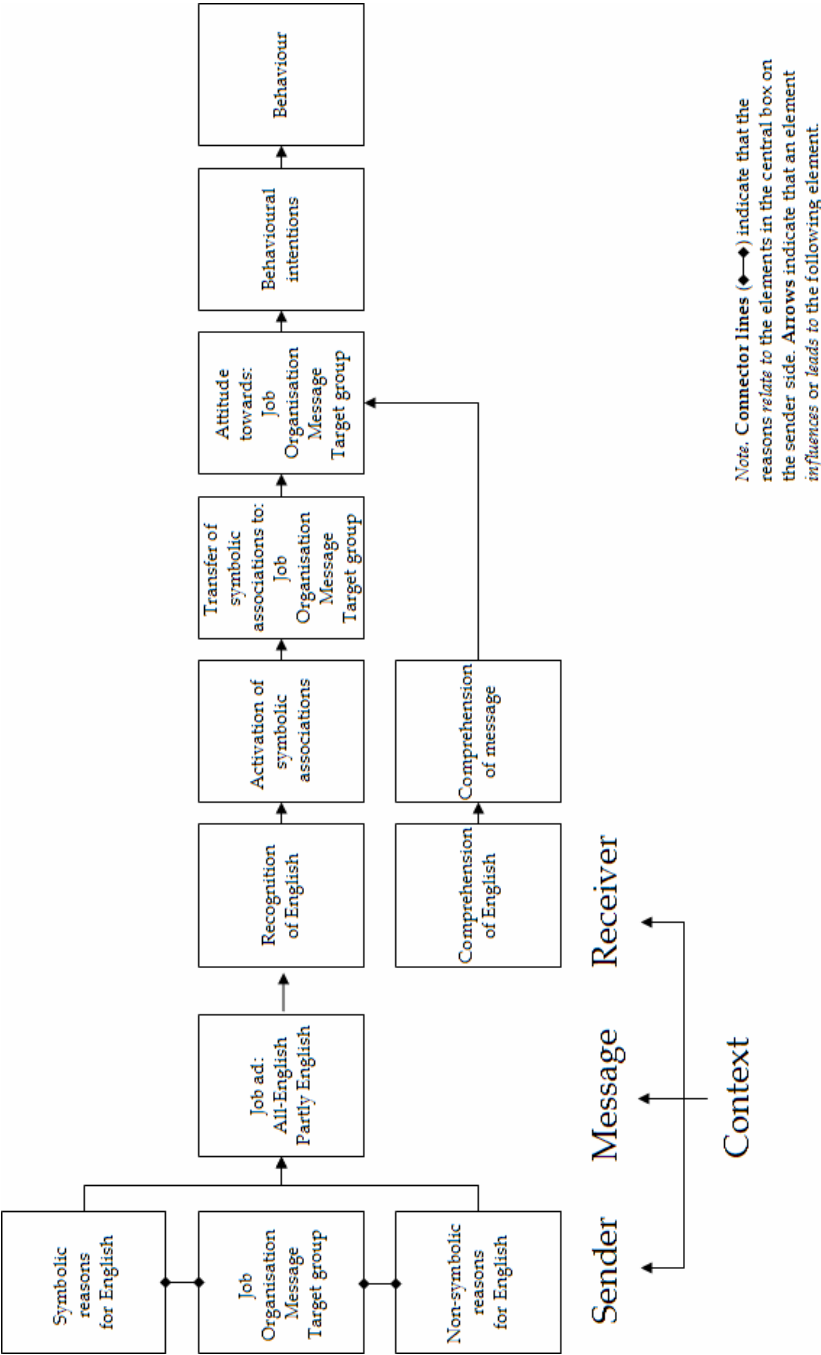 Symbolic
reasons
for English
Job
Organisation
Message
Target group
Non-symbolic
reasons
for English
Job ad:
All-English
Partly English
Recognition
of English
Activation of
symbolic
associations
Transfer of
symbolic
associations to:
Job
Organisation
Message
Target group
Attitude
towards:
Job
Organisation
Message
Target group
Behavioural
intentions
Behaviour
Comprehension
of English
Comprehension
of message
Sender
Message
Receiver
Context
Note. Connector lines (◆—◆) indicate that the
reasons relate to the elements in the central box on
the sender side. Arrows indicate that an element
influences or leads to the following element.